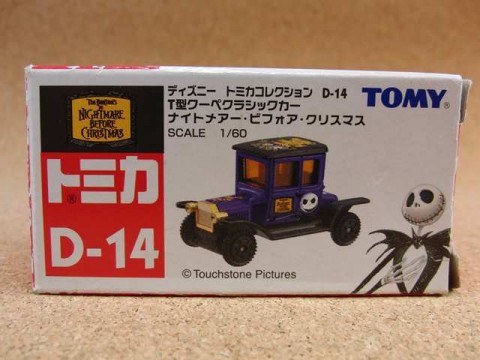 ディズニー トミカコレクション D-14
T型クーペクラシックカー
ナイトメアー・ビフォア・クリスマス
SCALE 1/60
TOMY
Tim Burton's
The
NIGHTMARE
BEFORE
CHRISTMAS
トミカ
®
D-14
©Touchstone Pictures